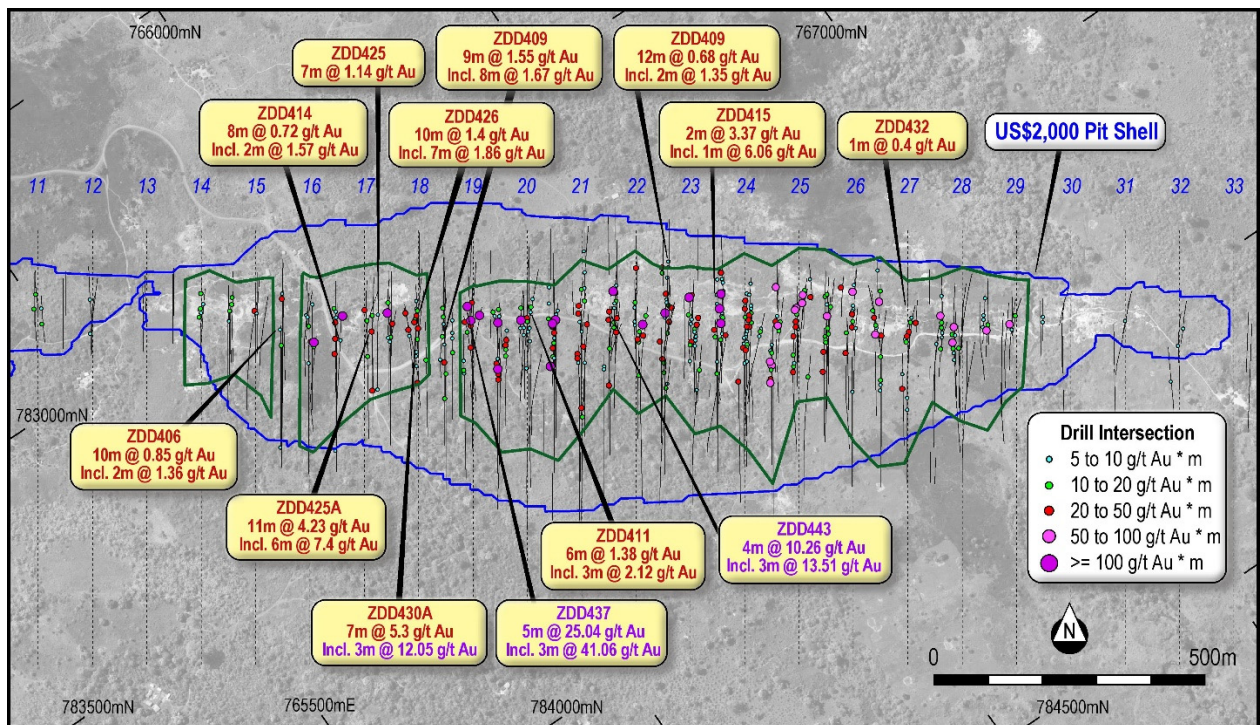 766000mN
767000mN
ZDD425
7m @ 1.14 g/t Au
ZDD409
9m @ 1.55 g/t Au
Incl. 8m @ 1.67 g/t Au
ZDD409
12m @ 0.68 g/t Au
Incl. 2m @ 1.35 g/t Au
ZDD414
8m @ 0.72 g/t Au
Incl. 2m @ 1.57 g/t Au
ZDD426
10m @ 1.4 g/t Au
Incl. 7m @ 1.86 g/t Au
ZDD415
2m @ 3.37 g/t Au
Incl. 1m @ 6.06 g/t Au
ZDD432
1m @ 0.4 g/t Au
US$2,000 Pit Shell
11 12 13 14 15 16 17 18 19 20 21 22 23 24 25 26 27 28 29 30 31 32 33
783000mN
ZDD406
10m @ 0.85 g/t Au
Incl. 2m @ 1.36 g/t Au
ZDD425A
11m @ 4.23 g/t Au
Incl. 6m @ 7.4 g/t Au
ZDD411
6m @ 1.38 g/t Au
Incl. 3m @ 2.12 g/t Au
ZDD443
4m @ 10.26 g/t Au
Incl. 3m @ 13.51 g/t Au
ZDD430A
7m @ 5.3 g/t Au
Incl. 3m @ 12.05 g/t Au
ZDD437
5m @ 25.04 g/t Au
Incl. 3m @ 41.06 g/t Au
Drill Intersection
5 to 10 g/t Au * m
10 to 20 g/t Au * m
20 to 50 g/t Au * m
50 to 100 g/t Au * m
>= 100 g/t Au * m
N
0 500m
783500mN
765500mE
784000mN
784500mN